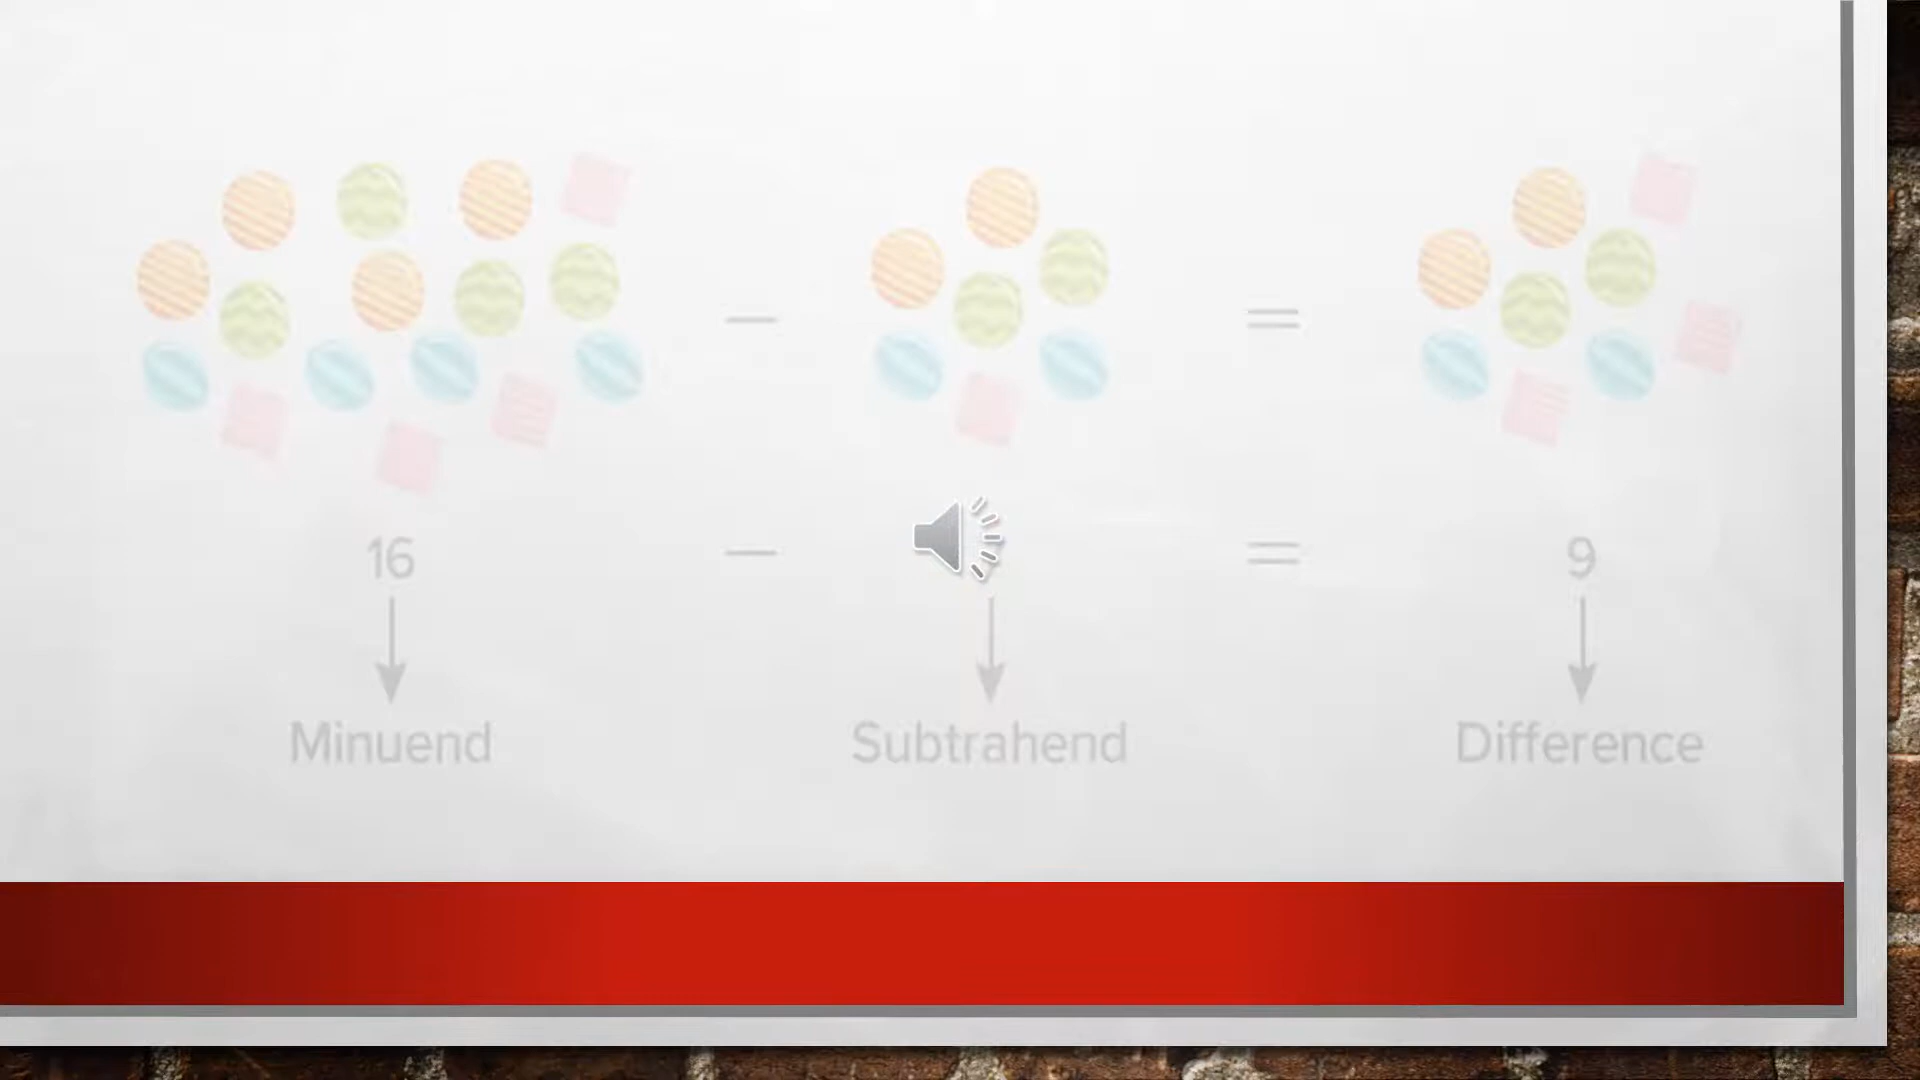 16 − = 9
Minuend Subtrahend Difference